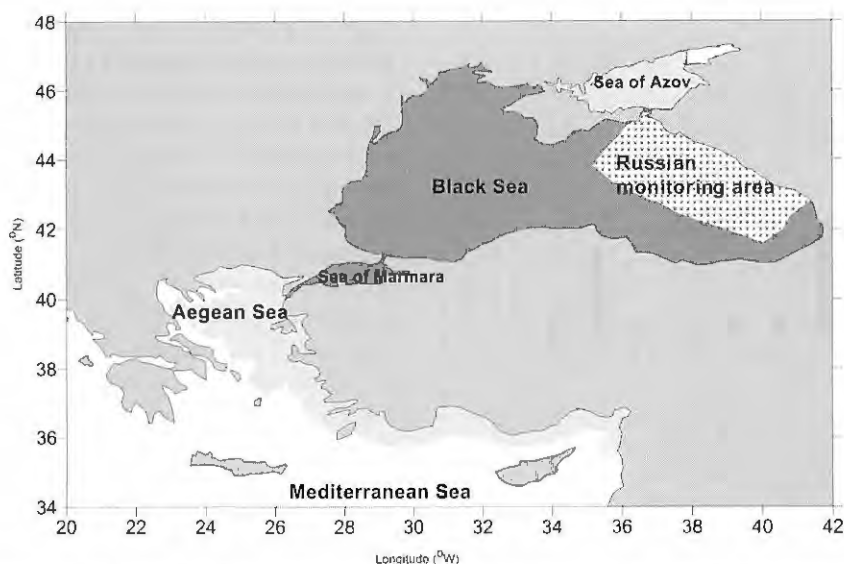 48
46
44
42
40
38
36
34
Latitude (°N)
Sea of Azov
Russian
monitoring area
Black Sea
Sea of Marmara
Aegean Sea
Mediterranean Sea
20
22
24
26
28
30
32
34
36
38
40
42
Longitude (°W)